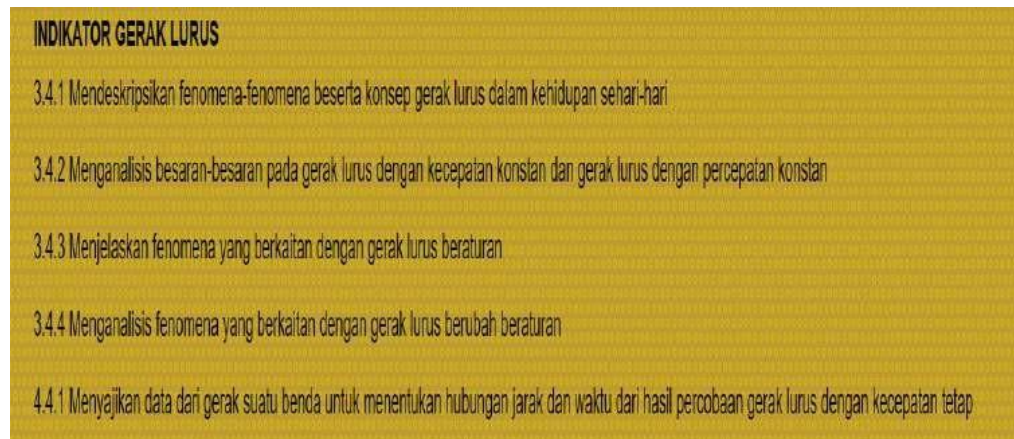 INDIKATOR GERAK LURUS
3.4.1 Mendeskripsikan fenomena-fenomena beserta konsep gerak lurus dalam kehidupan sehari-hari
3.4.2 Menganalisis besaran-besaran pada gerak lurus dengan kecepatan konstan dan gerak lurus dengan percepatan konstan
3.4.3 Menjelaskan fenomena yang berkaitan dengan gerak lurus beraturan
3.4.4 Menganalisis fenomena yang berkaitan dengan gerak lurus berubah beraturan
4.4.1 Menyajikan data dari gerak suatu benda untuk menentukan hubungan jarak dan waktu dari hasil percobaan gerak lurus dengan kecepatan tetap